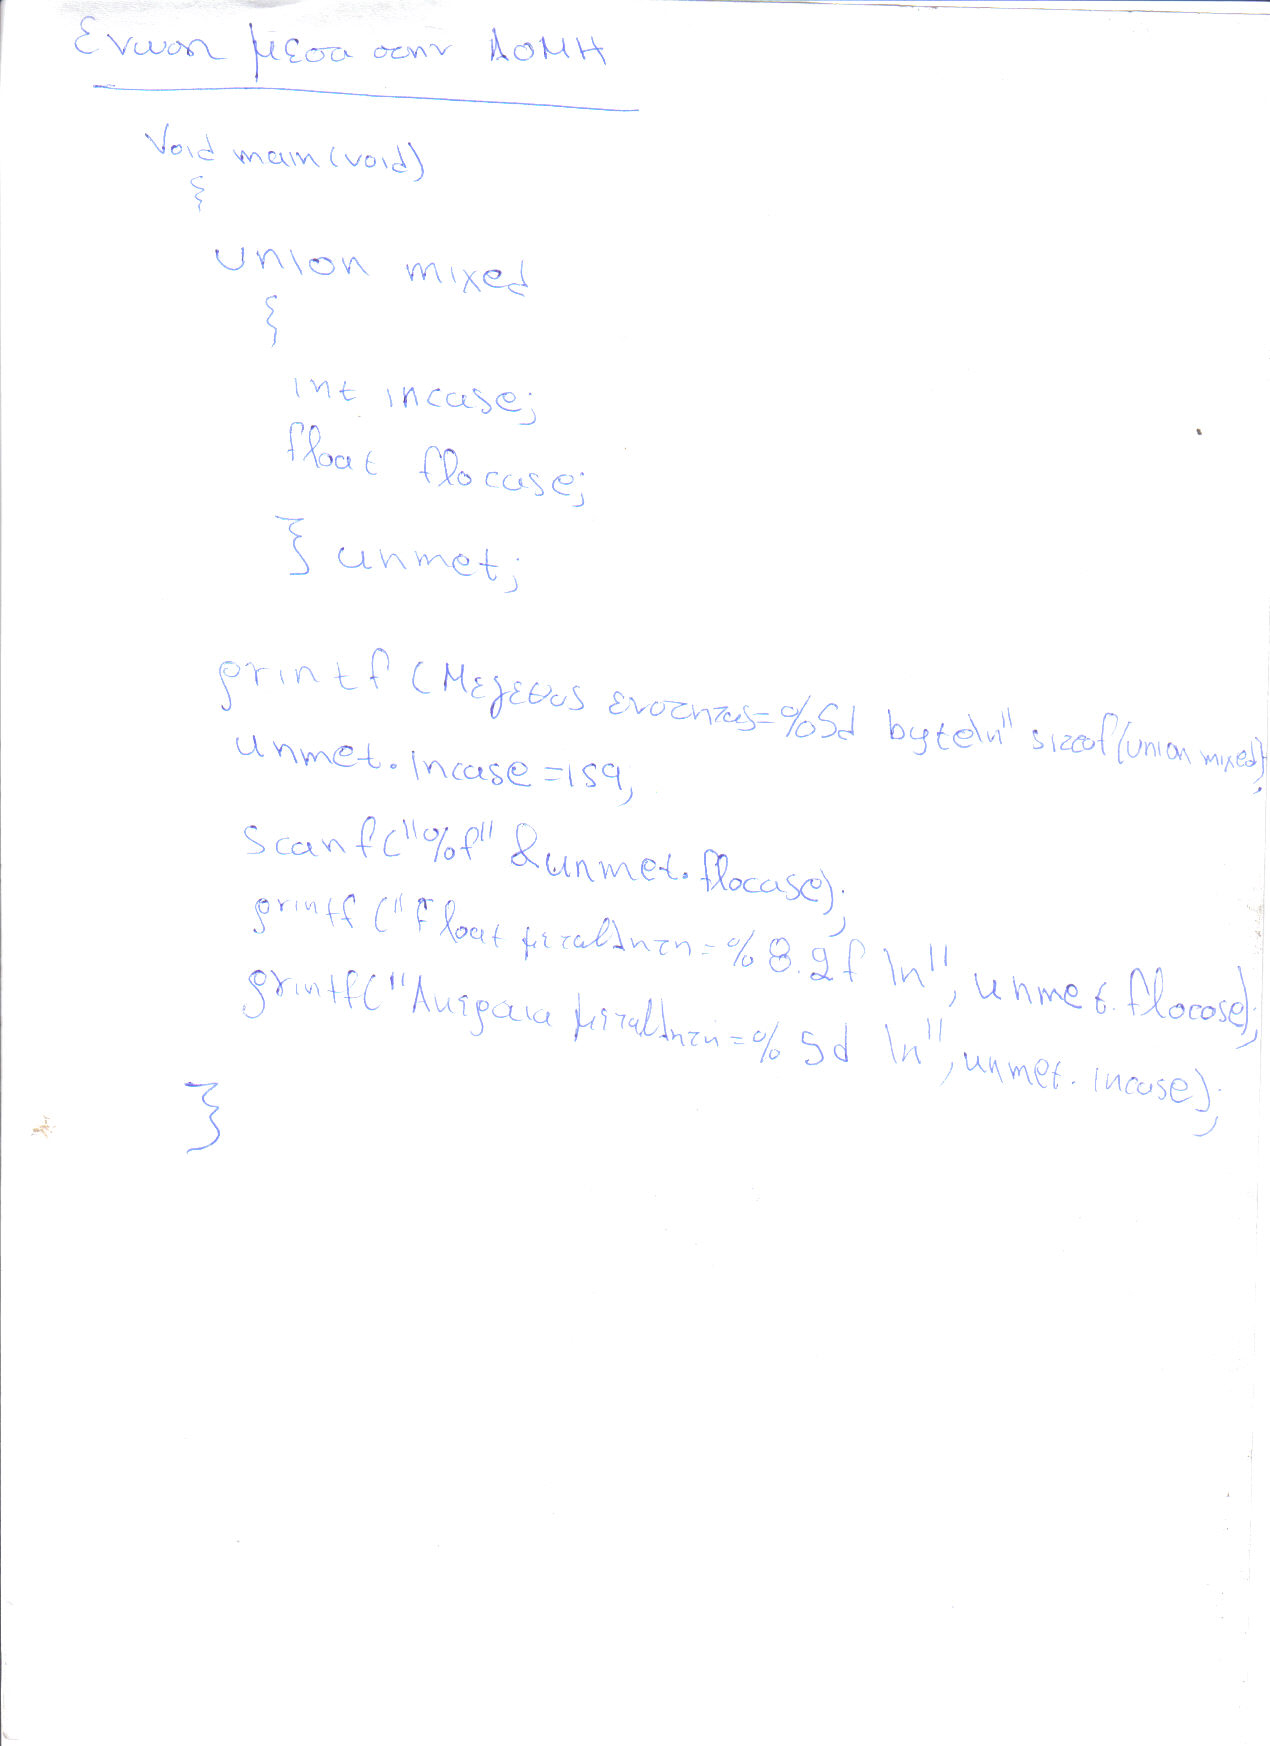 Ενωση μεσα στην ΔΟΜΗ
Void main (void)
{
union mixed
{
int incase;
float flocase;
} unmet;
printf (Μεγεθος ενοτητας=%5d byte\n" sizeof(union mixed);
unmet.incase=159;
scanf("%f" &unmet.flocase);
printf ("Float μεταβλητη=%8.2f \n", unmet.flocase);
printf("Ακεραια μεταβλητη=%5d \n", unmet.incase);
}